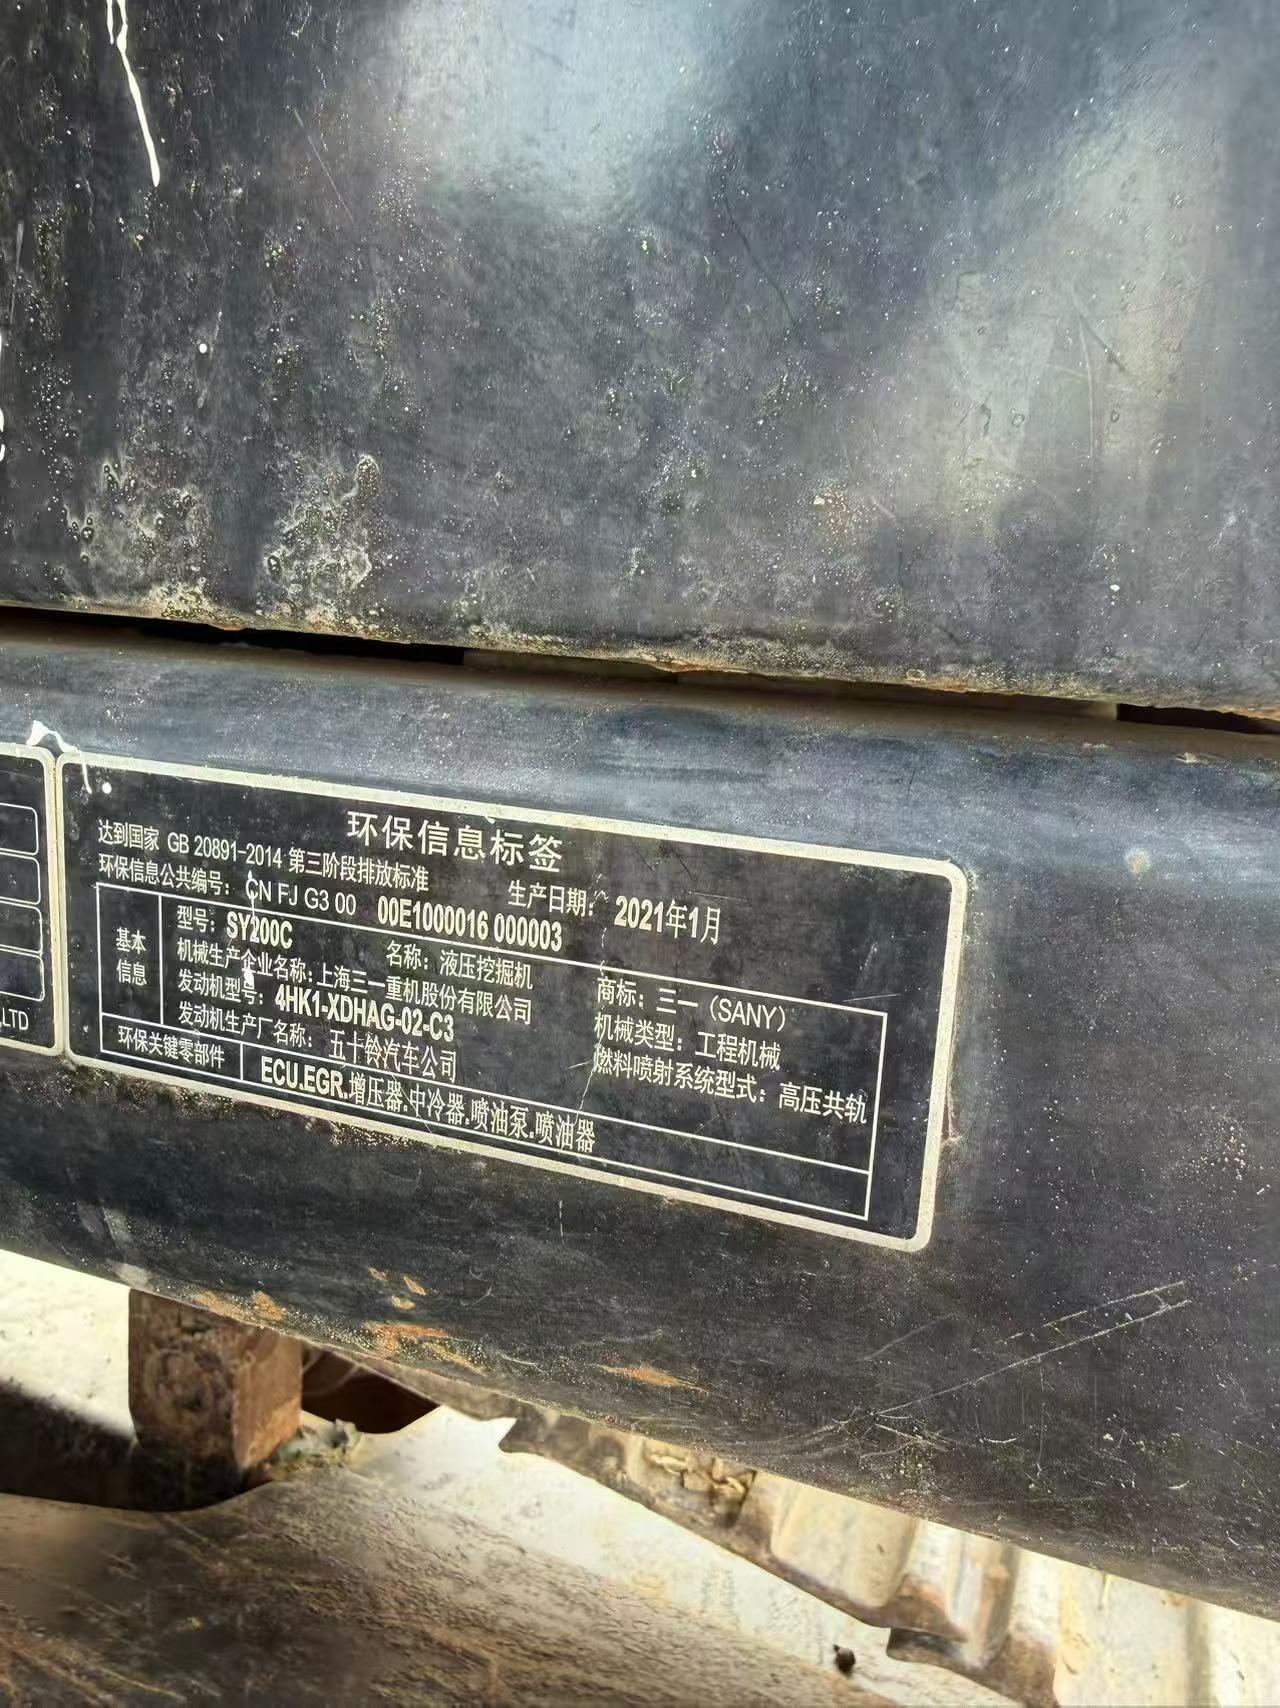 环保信息标签
达到国家 GB 20891-2014 第三阶段排放标准
生产日期: 2021年1月
环保信息公共编号: CN FJ G3 00 00E1000016 000003
基本信息
型号: SY200C 名称: 液压挖掘机 商标: 三一 (SANY)
机械生产企业名称: 上海三一重机股份有限公司 机械类型: 工程机械
发动机型号: 4HK1-XDHAG-02-C3 燃料喷射系统型式: 高压共轨
发动机生产厂名称: 五十铃汽车公司
环保关键零部件 ECU.EGR.增压器.中冷器.喷油泵.喷油器
LTD